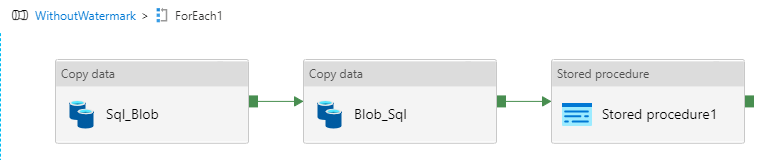 WithoutWatermark > ForEach1
Copy data
Sql_Blob
Copy data
Blob_Sql
Stored procedure
Stored procedure1